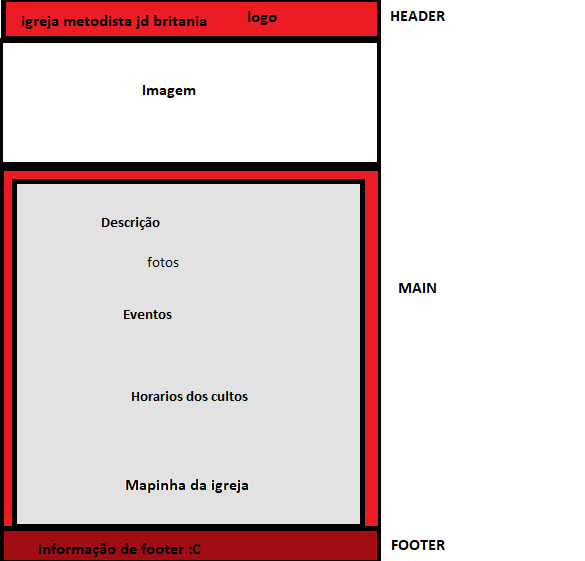 igreja metodista jd britania logo HEADER
Imagem
Descrição
fotos
MAIN
Eventos
Horarios dos cultos
Mapinha da igreja
informação de footer :C FOOTER